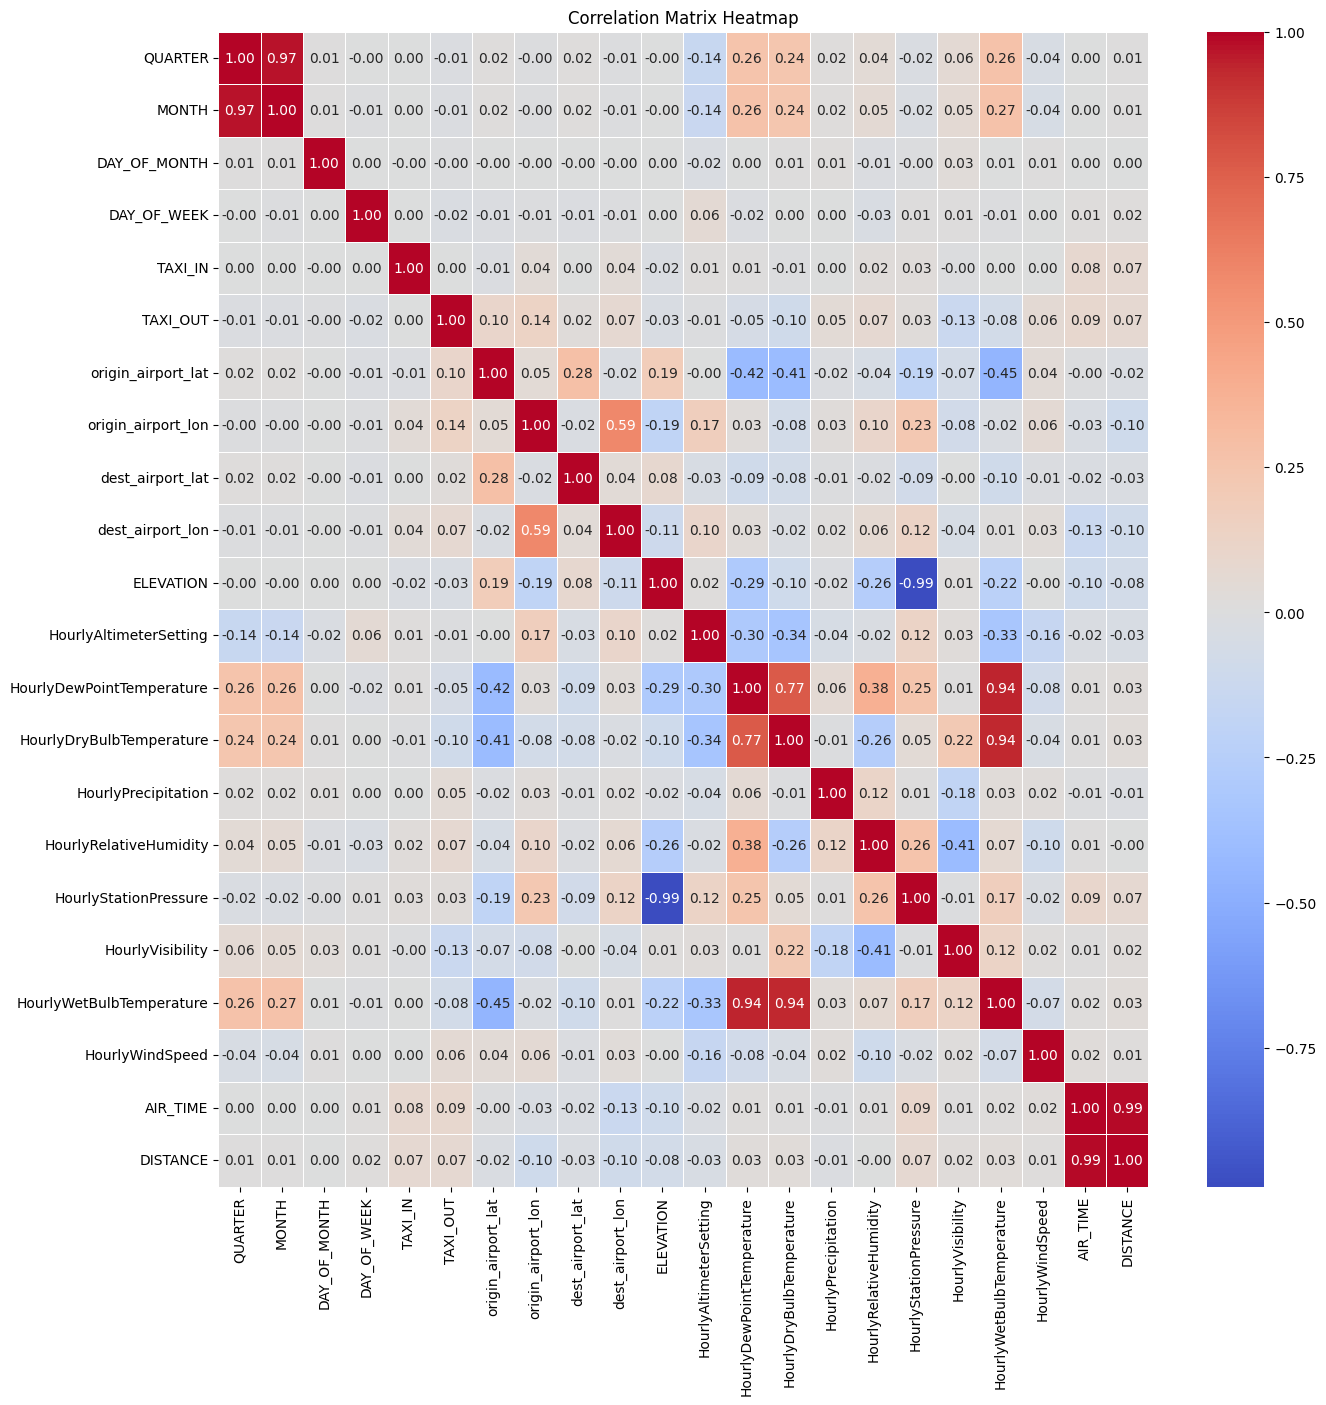 Correlation Matrix Heatmap
QUARTER 1.00 0.97 0.01 -0.00 0.00 -0.01 0.02 -0.00 0.02 -0.01 -0.00 -0.14 0.26 0.24 0.02 0.04 -0.02 0.06 0.26 -0.04 0.00 0.01
MONTH 0.97 1.00 0.01 -0.01 0.00 -0.01 0.02 -0.00 0.02 -0.01 -0.00 -0.14 0.26 0.24 0.02 0.05 -0.02 0.05 0.27 -0.04 0.00 0.01
DAY_OF_MONTH 0.01 0.01 1.00 0.00 -0.00 -0.00 -0.00 -0.00 -0.00 -0.00 0.00 -0.02 0.00 0.01 0.01 -0.01 -0.00 0.03 0.01 0.01 0.00 0.00
DAY_OF_WEEK -0.00 -0.01 0.00 1.00 0.00 -0.02 -0.01 -0.01 -0.01 -0.01 0.00 0.06 -0.02 0.00 0.00 -0.03 0.01 0.01 -0.01 0.00 0.01 0.02
TAXI_IN 0.00 0.00 -0.00 0.00 1.00 0.00 -0.01 0.04 0.00 0.04 -0.02 0.01 0.01 -0.01 0.00 0.02 0.03 -0.00 0.00 0.00 0.08 0.07
TAXI_OUT -0.01 -0.01 -0.00 -0.02 0.00 1.00 0.10 0.14 0.02 0.07 -0.03 -0.01 -0.05 -0.10 0.05 0.07 0.03 -0.13 -0.08 0.06 0.09 0.07
origin_airport_lat 0.02 0.02 -0.00 -0.01 -0.01 0.10 1.00 0.05 0.28 -0.02 0.19 -0.00 -0.42 -0.41 -0.02 -0.04 -0.19 -0.07 -0.45 0.04 -0.00 -0.02
origin_airport_lon -0.00 -0.00 -0.00 -0.01 0.04 0.14 0.05 1.00 -0.02 0.59 -0.19 0.17 0.03 -0.08 0.03 0.10 0.23 -0.08 -0.02 0.06 -0.03 -0.10
dest_airport_lat 0.02 0.02 -0.00 -0.01 0.00 0.02 0.28 -0.02 1.00 0.04 0.08 -0.03 -0.09 -0.08 -0.01 -0.02 -0.09 -0.00 -0.10 -0.01 -0.02 -0.03
dest_airport_lon -0.01 -0.01 -0.00 -0.01 0.04 0.07 -0.02 0.59 0.04 1.00 -0.11 0.10 0.03 -0.02 0.02 0.06 0.12 -0.04 0.01 0.03 -0.13 -0.10
ELEVATION -0.00 -0.00 0.00 0.00 -0.02 -0.03 0.19 -0.19 0.08 -0.11 1.00 0.02 -0.29 -0.10 -0.02 -0.26 -0.99 0.01 -0.22 -0.00 -0.10 -0.08
HourlyAltimeterSetting -0.14 -0.14 -0.02 0.06 0.01 -0.01 -0.00 0.17 -0.03 0.10 0.02 1.00 -0.30 -0.34 -0.04 -0.02 0.12 0.03 -0.33 -0.16 -0.02 -0.03
HourlyDewPointTemperature 0.26 0.26 0.00 -0.02 0.01 -0.05 -0.42 0.03 -0.09 0.03 -0.29 -0.30 1.00 0.77 0.06 0.38 0.25 0.01 0.94 -0.08 0.01 0.03
HourlyDryBulbTemperature 0.24 0.24 0.01 0.00 -0.01 -0.10 -0.41 -0.08 -0.08 -0.02 -0.10 -0.34 0.77 1.00 -0.01 -0.26 0.05 0.22 0.94 -0.04 0.01 0.03
HourlyPrecipitation 0.02 0.02 0.01 0.00 0.00 0.05 -0.02 0.03 -0.01 0.02 -0.02 -0.04 0.06 -0.01 1.00 0.12 0.01 -0.18 0.03 0.02 -0.01 -0.01
HourlyRelativeHumidity 0.04 0.05 -0.01 -0.03 0.02 0.07 -0.04 0.10 -0.02 0.06 -0.26 -0.02 0.38 -0.26 0.12 1.00 0.26 -0.41 0.07 -0.10 0.01 -0.00
HourlyStationPressure -0.02 -0.02 -0.00 0.01 0.03 0.03 -0.19 0.23 -0.09 0.12 -0.99 0.12 0.25 0.05 0.01 0.26 1.00 -0.01 0.17 -0.02 0.09 0.07
HourlyVisibility 0.06 0.05 0.03 0.01 -0.00 -0.13 -0.07 -0.08 -0.00 -0.04 0.01 0.03 0.01 0.22 -0.18 -0.41 -0.01 1.00 0.12 0.02 0.01 0.02
HourlyWetBulbTemperature 0.26 0.27 0.01 -0.01 0.00 -0.08 -0.45 -0.02 -0.10 0.01 -0.22 -0.33 0.94 0.94 0.03 0.07 0.17 0.12 1.00 -0.07 0.02 0.03
HourlyWindSpeed -0.04 -0.04 0.01 0.00 0.00 0.06 0.04 0.06 -0.01 0.03 -0.00 -0.16 -0.08 -0.04 0.02 -0.10 -0.02 0.02 -0.07 1.00 0.02 0.01
AIR_TIME 0.00 0.00 0.00 0.01 0.08 0.09 -0.00 -0.03 -0.02 -0.13 -0.10 -0.02 0.01 0.01 -0.01 0.01 0.09 0.01 0.02 0.02 1.00 0.99
DISTANCE 0.01 0.01 0.00 0.02 0.07 0.07 -0.02 -0.10 -0.03 -0.10 -0.08 -0.03 0.03 0.03 -0.01 -0.00 0.07 0.02 0.03 0.01 0.99 1.00
QUARTER
MONTH
DAY_OF_MONTH
DAY_OF_WEEK
TAXI_IN
TAXI_OUT
origin_airport_lat
origin_airport_lon
dest_airport_lat
dest_airport_lon
ELEVATION
HourlyAltimeterSetting
HourlyDewPointTemperature
HourlyDryBulbTemperature
HourlyPrecipitation
HourlyRelativeHumidity
HourlyStationPressure
HourlyVisibility
HourlyWetBulbTemperature
HourlyWindSpeed
AIR_TIME
DISTANCE
1.00
0.75
0.50
0.25
0.00
−0.25
−0.50
−0.75